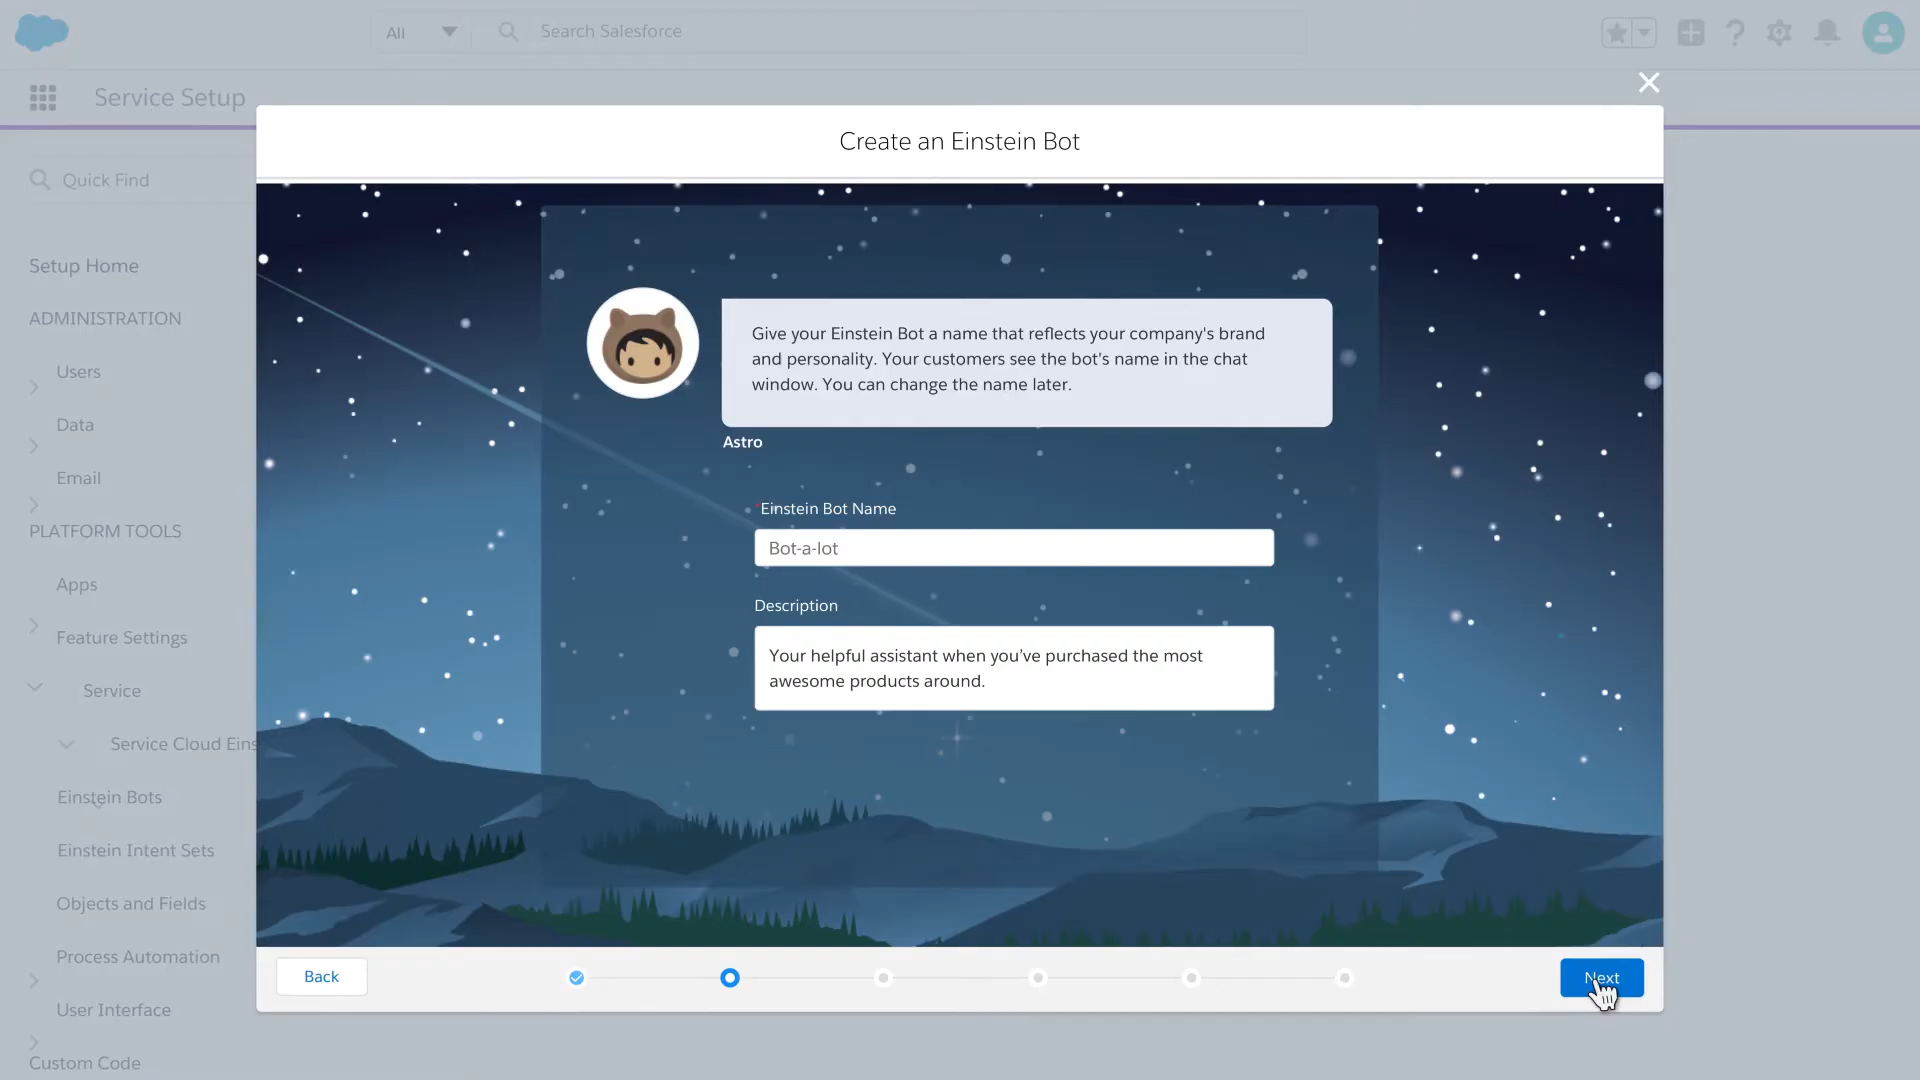 All
Search Salesforce
Service Setup
Quick Find
Setup Home
ADMINISTRATION
Users
Data
Email
PLATFORM TOOLS
Apps
Feature Settings
Service
Service Cloud Eins
Einstein Bots
Einstein Intent Sets
Objects and Fields
Process Automation
User Interface
Custom Code
Create an Einstein Bot
Give your Einstein Bot a name that reflects your company's brand
and personality. Your customers see the bot's name in the chat
window. You can change the name later.
Astro
*Einstein Bot Name
Bot-a-lot
Description
Your helpful assistant when you’ve purchased the most
awesome products around.
Back
Next